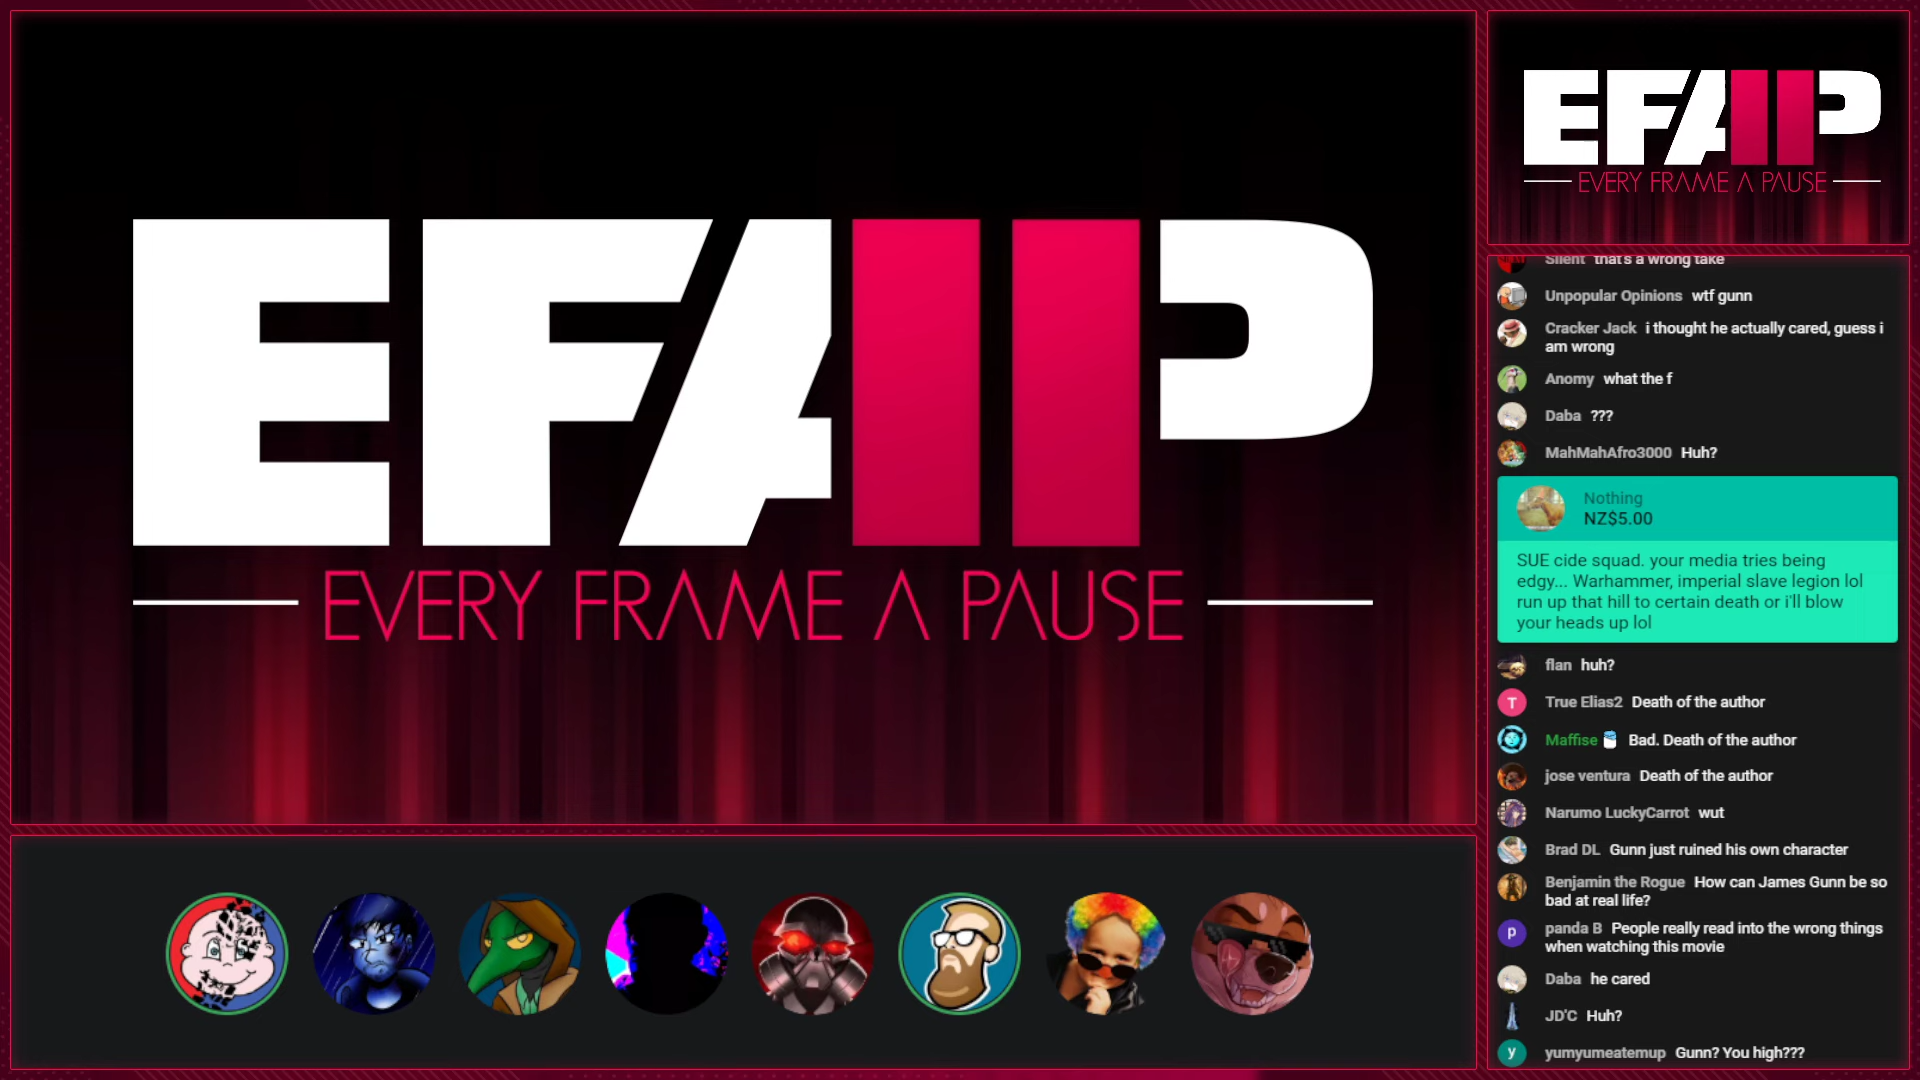 EFAP
EVERY FRAME A PAUSE
EFAP
EVERY FRAME A PAUSE
Silent that's a wrong take
Unpopular Opinions wtf gunn
Cracker Jack i thought he actually cared, guess i
am wrong
Anomy what the f
Daba ???
MahMahAfro3000 Huh?
Nothing
NZ$5.00
SUE cide squad. your media tries being
edgy... Warhammer, imperial slave legion lol
run up that hill to certain death or i'll blow
your heads up lol
flan huh?
T True Elias2 Death of the author
Maffise Bad. Death of the author
jose ventura Death of the author
Narumo LuckyCarrot wut
Brad DL Gunn just ruined his own character
Benjamin the Rogue How can James Gunn be so
bad at real life?
P panda B People really read into the wrong things
when watching this movie
Daba he cared
JD'C Huh?
y yumyumeatemup Gunn? You high???